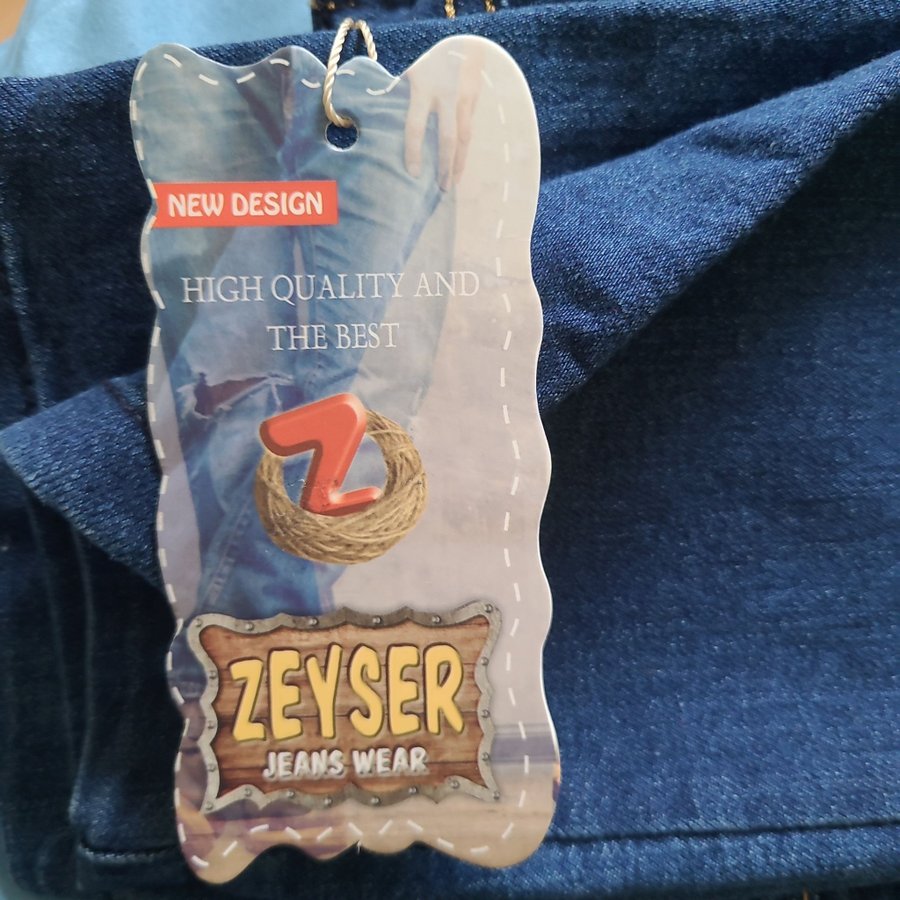 NEW DESIGN
HIGH QUALITY AND
THE BEST
Z
ZEYSER
JEANS WEAR